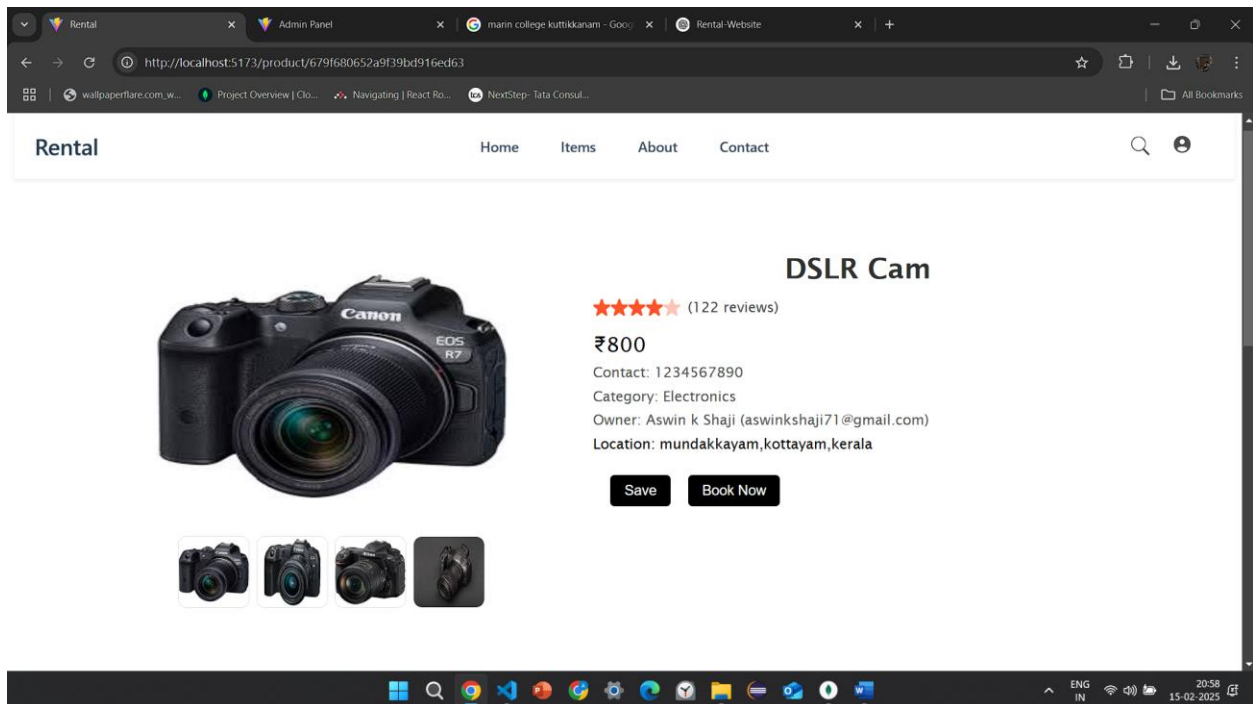 Rental
Admin Panel
marin college kuttikkanam - Goog
Rental-Website
http://localhost:5173/product/679f680652a9f39bd916ed63
wallpaperflare.com_w...
Project Overview | Clo...
Navigating | React Ro...
NextStep- Tata Consul...
All Bookmarks
Rental
Home Items About Contact
DSLR Cam
(122 reviews)
₹800
Contact: 1234567890
Category: Electronics
Owner: Aswin k Shaji (aswinkshaji71@gmail.com)
Location: mundakkayam,kottayam,kerala
Save Book Now
Canon
EOS
R7
ENG
IN
20:58
15-02-2025